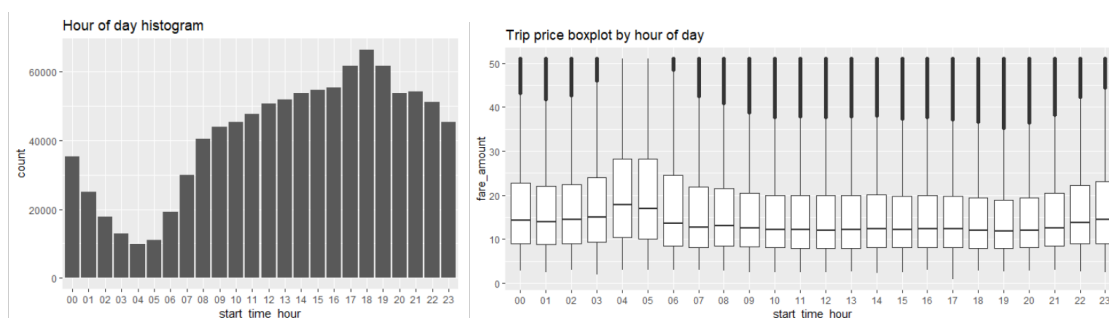 Hour of day histogram
60000
40000
20000
0
count
00 01 02 03 04 05 06 07 08 09 10 11 12 13 14 15 16 17 18 19 20 21 22 23
start_time_hour
Trip price boxplot by hour of day
50
40
30
20
10
0
fare_amount
00 01 02 03 04 05 06 07 08 09 10 11 12 13 14 15 16 17 18 19 20 21 22 23
start_time_hour